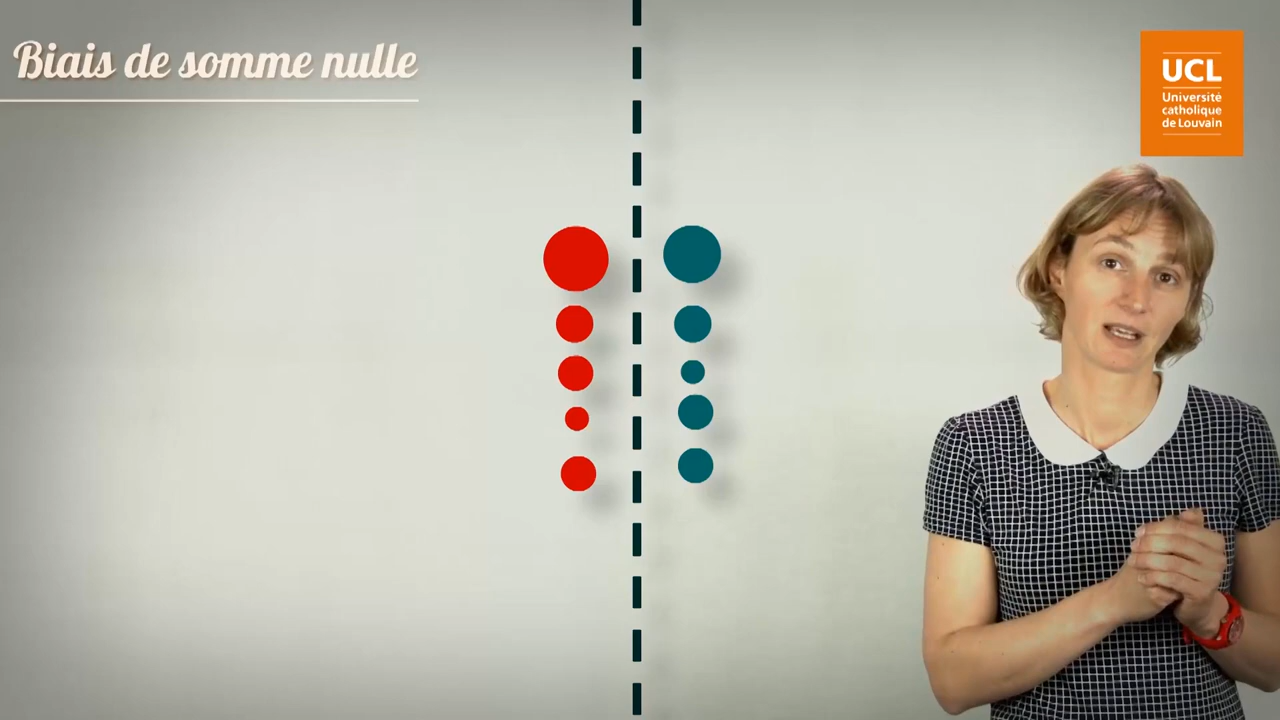 Biais de somme nulle
UCL
Université
catholique
de Louvain